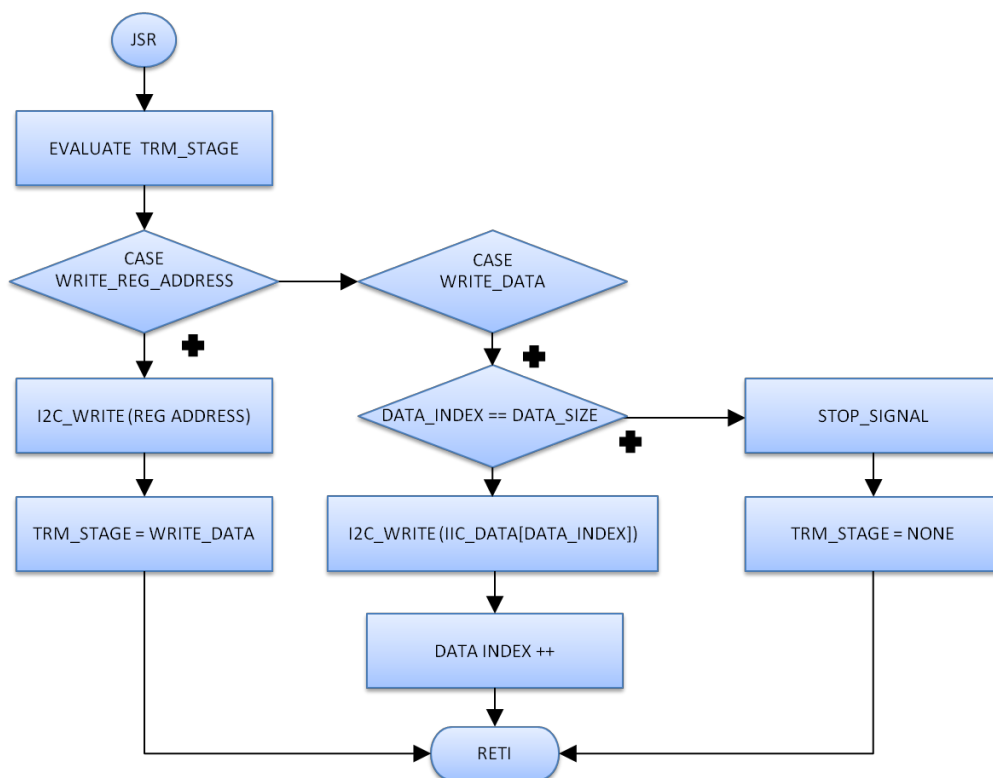 JSR
EVALUATE TRM_STAGE
CASE
WRITE_REG_ADDRESS
CASE
WRITE_DATA
I2C_WRITE (REG ADDRESS)
DATA_INDEX == DATA_SIZE
STOP_SIGNAL
TRM_STAGE = WRITE_DATA
I2C_WRITE (IIC_DATA[DATA_INDEX])
TRM_STAGE = NONE
DATA INDEX ++
RETI